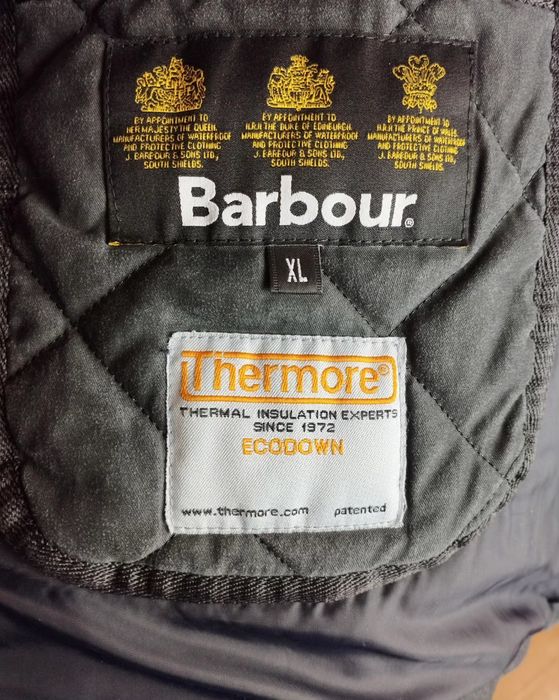 BY APPOINTMENT TO
HER MAJESTY THE QUEEN.
MANUFACTURERS OF WATERPROOF
AND PROTECTIVE CLOTHING
J. BARBOUR & SONS LTD.,
SOUTH SHIELDS.
BY APPOINTMENT TO
H.R.H. THE DUKE OF EDINBURGH.
MANUFACTURERS OF WATERPROOF
AND PROTECTIVE CLOTHING
J. BARBOUR & SONS LTD.,
SOUTH SHIELDS.
BY APPOINTMENT TO
H.R.H. THE PRINCE OF WALES.
MANUFACTURERS OF WATERPROOF
AND PROTECTIVE CLOTHING
J. BARBOUR & SONS LTD.,
SOUTH SHIELDS.
Barbour®
XL
Thermore®
THERMAL INSULATION EXPERTS
SINCE 1972
ECODOWN
www.thermore.com patented